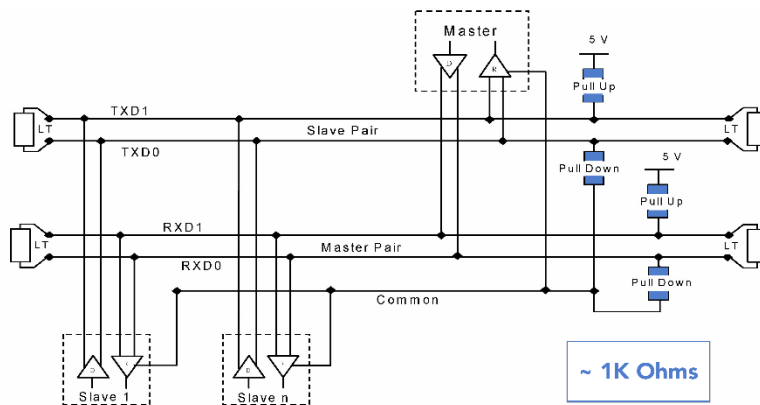 Master
D
R
5 V
Pull Up
TXD1
LT
Slave Pair
LT
TXD0
Pull Down
5 V
Pull Up
RXD1
LT
Master Pair
LT
RXD0
Pull Down
Common
D
D
Slave 1
Slave n
~ 1K Ohms